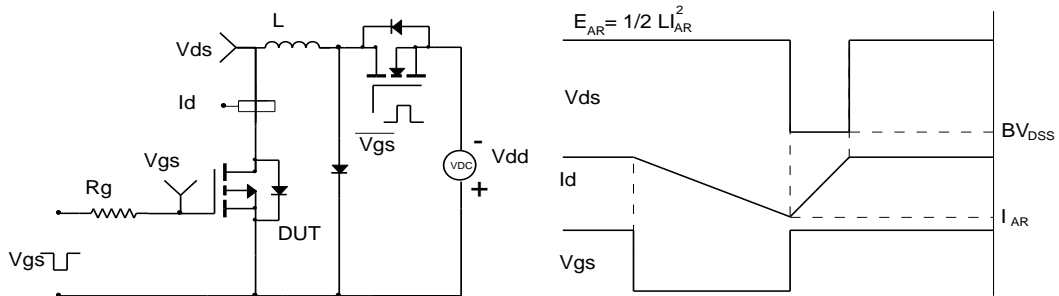 L
Vds
Id
Vgs
Vgs
Rg
DUT
Vgs
VDC
-
+
Vdd
E_AR= 1/2 LI_AR^2
Vds
BV_DSS
Id
I_AR
Vgs